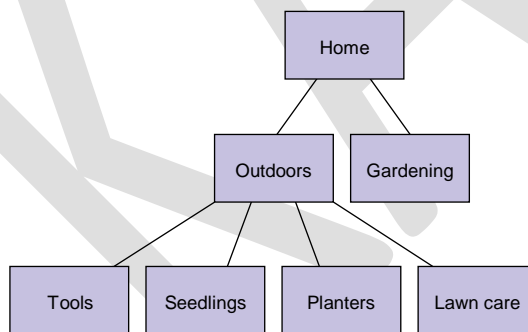 Home
Outdoors
Gardening
Tools
Seedlings
Planters
Lawn care